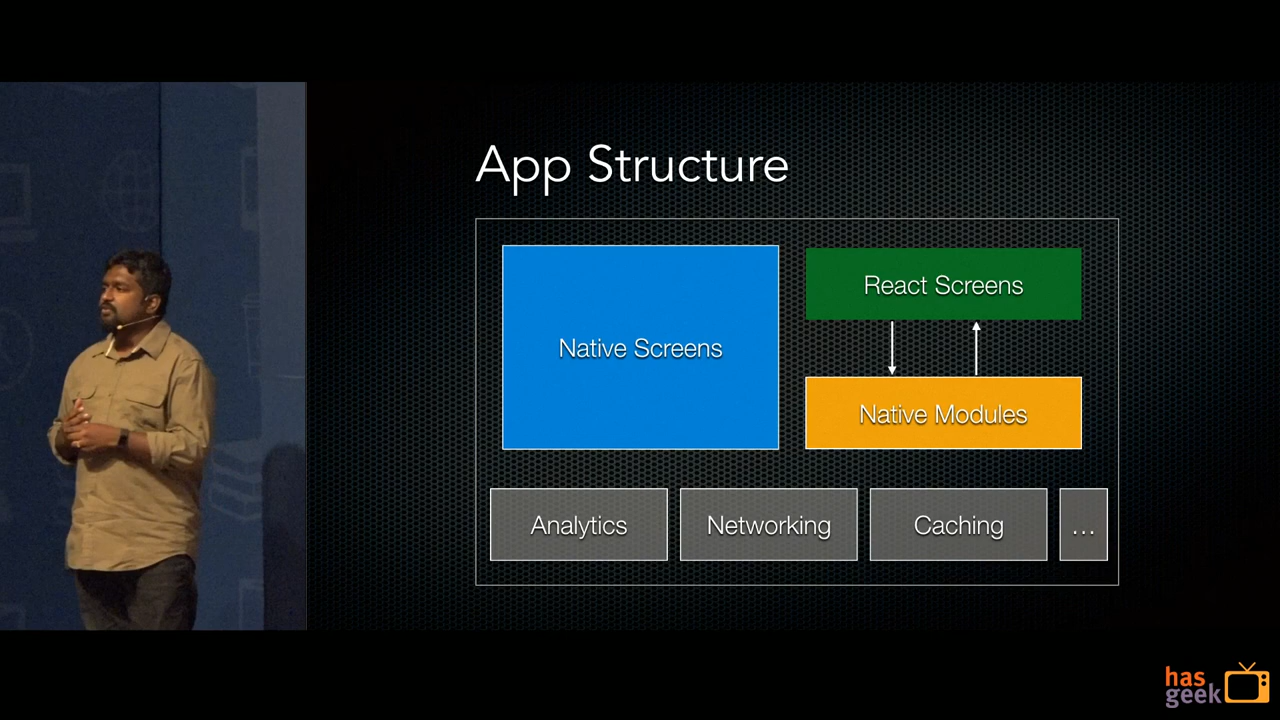 App Structure
Native Screens
React Screens
Native Modules
Analytics
Networking
Caching
...
has
geek